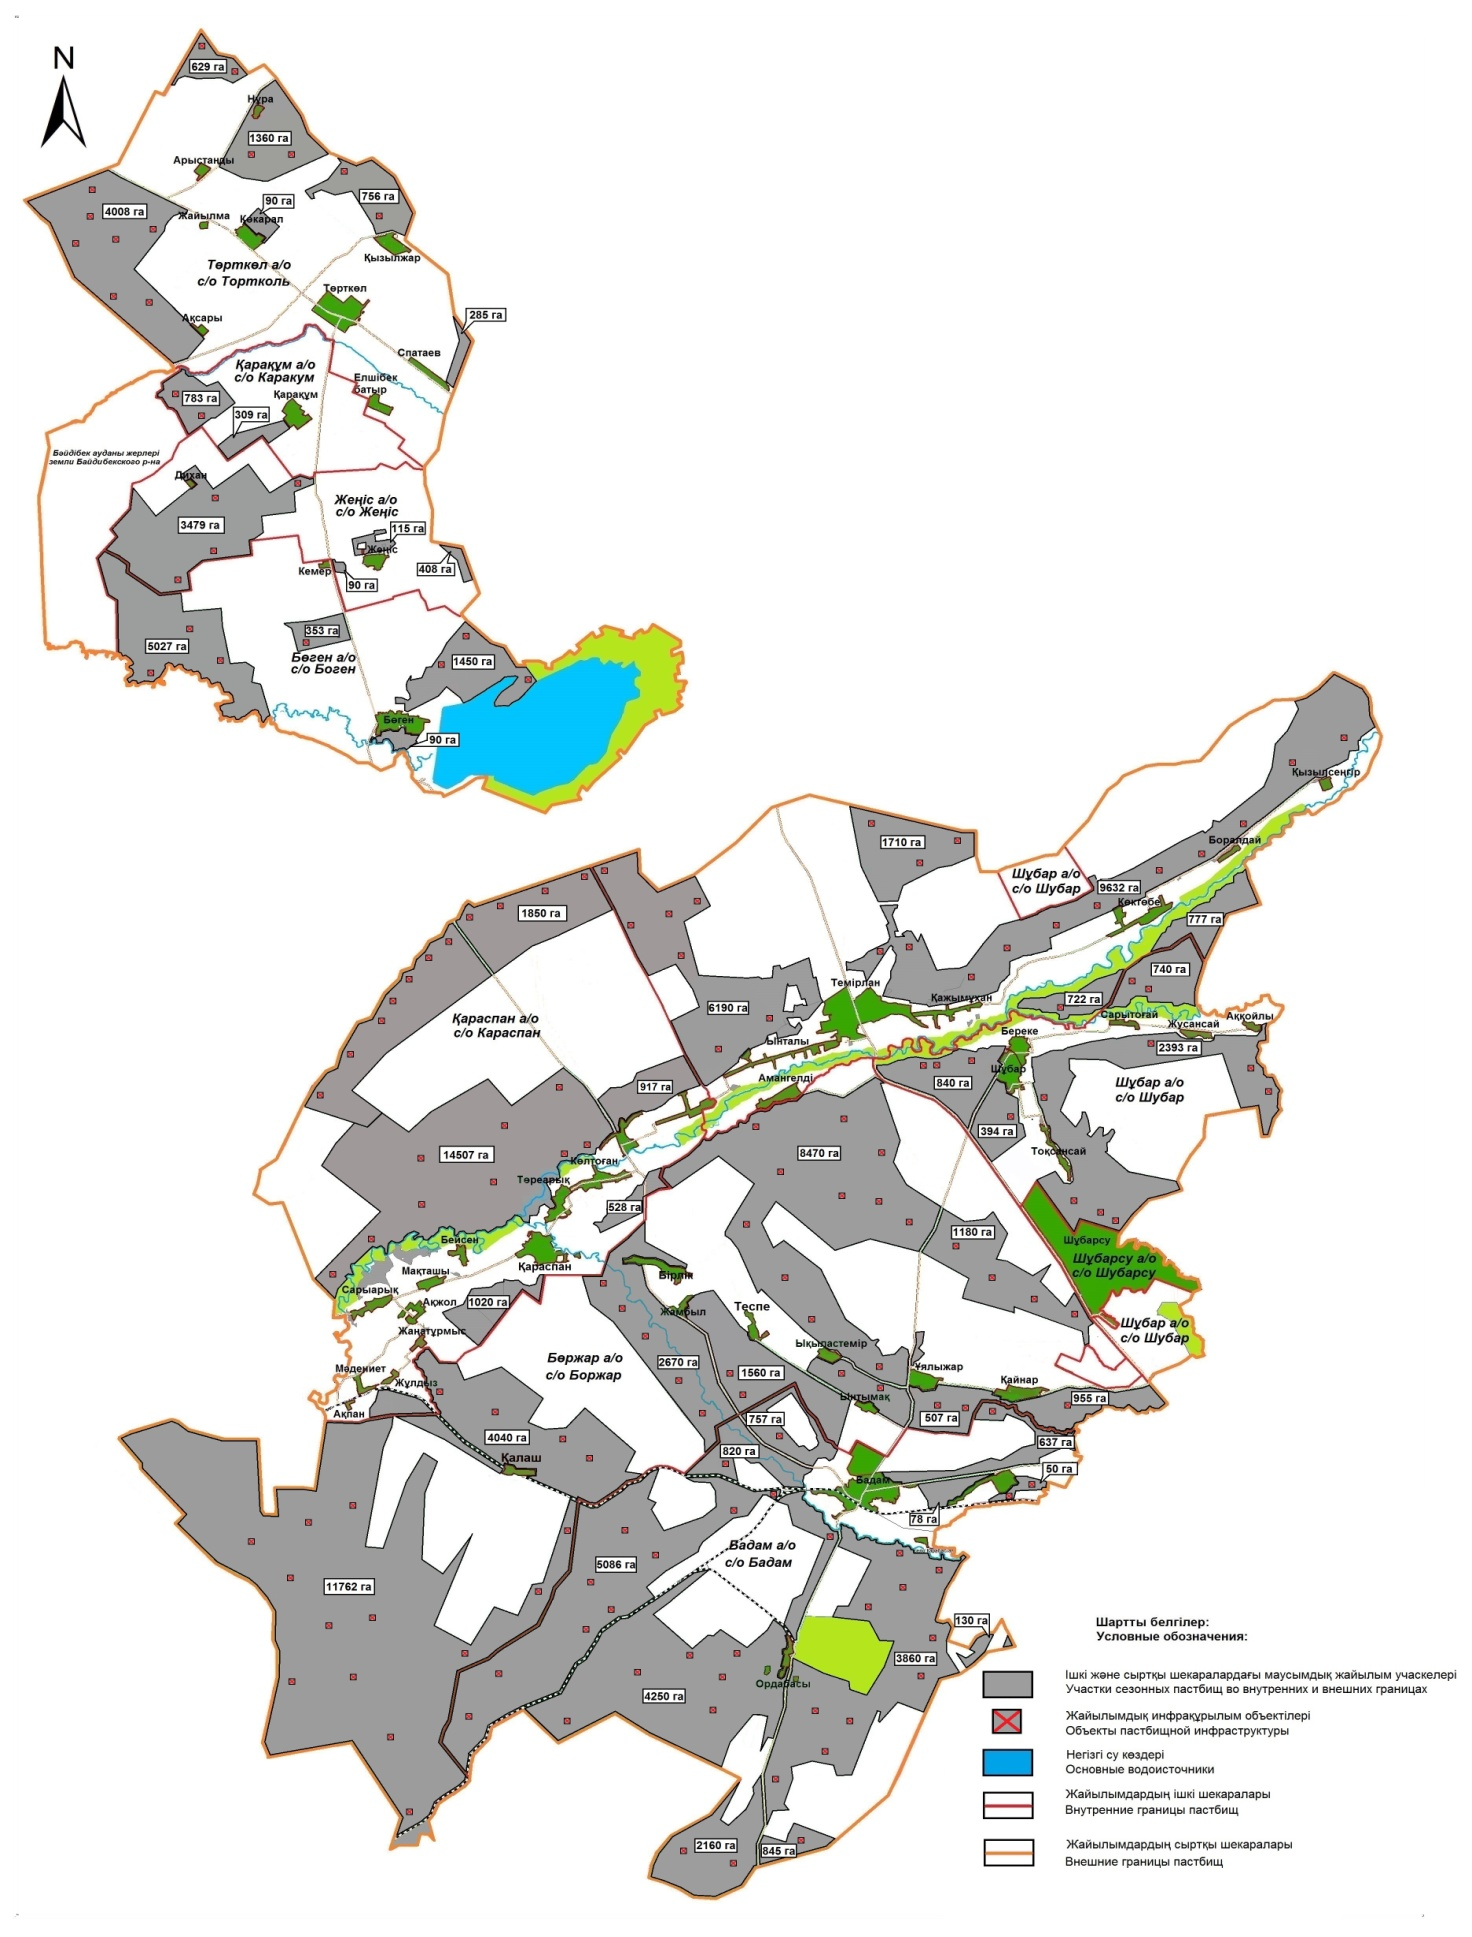 N
629 га
Нұра
1360 га
Арыстанды
756 га
4008 га
90 га
Жайылма
Көкарал
Қызылжар
Төрткөл а/о
с/о Тортколь
Төрткөл
285 га
Ақсары
Спатаев
Қарақұм а/о
с/о Каракум
Елшібек
батыр
783 га
Қарақұм
309 га
Бәйдібек ауданы жерлері
земли Байдибекского р-на
Дихан
Жеңіс а/о
с/о Жеңіс
3479 га
115 га
Жеңіс
Кемер
408 га
90 га
353 га
5027 га
Бөген а/о
с/о Боген
1450 га
Бөген
90 га
Қызылсеңгір
1710 га
Боралдай
Шұбар а/о
с/о Шубар
9632 га
Көктөбе
1850 га
777 га
740 га
Темірлан
Қажымұхан
722 га
6190 га
Қараспан а/о
с/о Караспан
Сарытоғай
Жусансай
Аққойлы
Береке
Ынталы
2393 га
Шұбар
Амангелді
840 га
917 га
Шұбар а/о
с/о Шубар
394 га
14507 га
8470 га
Тоқсансай
Көлтоған
Төреарық
528 га
1180 га
Бейсен
Шұбарсу
Шұбарсу а/о
с/о Шубарсу
Мақташы
Қараспан
Бірлік
Сарыарық
Ақжол
1020 га
Жамбыл
Теспе
Шұбар а/о
с/о Шубар
Жаңатұрмыс
Ықыластемір
Бөржар а/о
с/о Боржар
2670 га
1560 га
Ұялыжар
Мәдениет
Жұлдыз
Қайнар
Ақпан
Ынтымақ
955 га
757 га
507 га
4040 га
820 га
637 га
Қалаш
50 га
Бадам
78 га
Бадам а/о
с/о Бадам
5086 га
11762 га
130 га
3860 га
Ордабасы
4250 га
2160 га
845 га
Шартты белгілер:
Условные обозначения:
Ішкі және сыртқы шекаралардағы маусымдық жайылым учаскелері
Участки сезонных пастбищ во внутренних и внешних границах
Жайылымдық инфрақұрылым объектілері
Объекты пастбищной инфраструктуры
Негізгі су көздері
Основные водоисточники
Жайылымдардың ішкі шекаралары
Внутренние границы пастбищ
Жайылымдардың сыртқы шекаралары
Внешние границы пастбищ